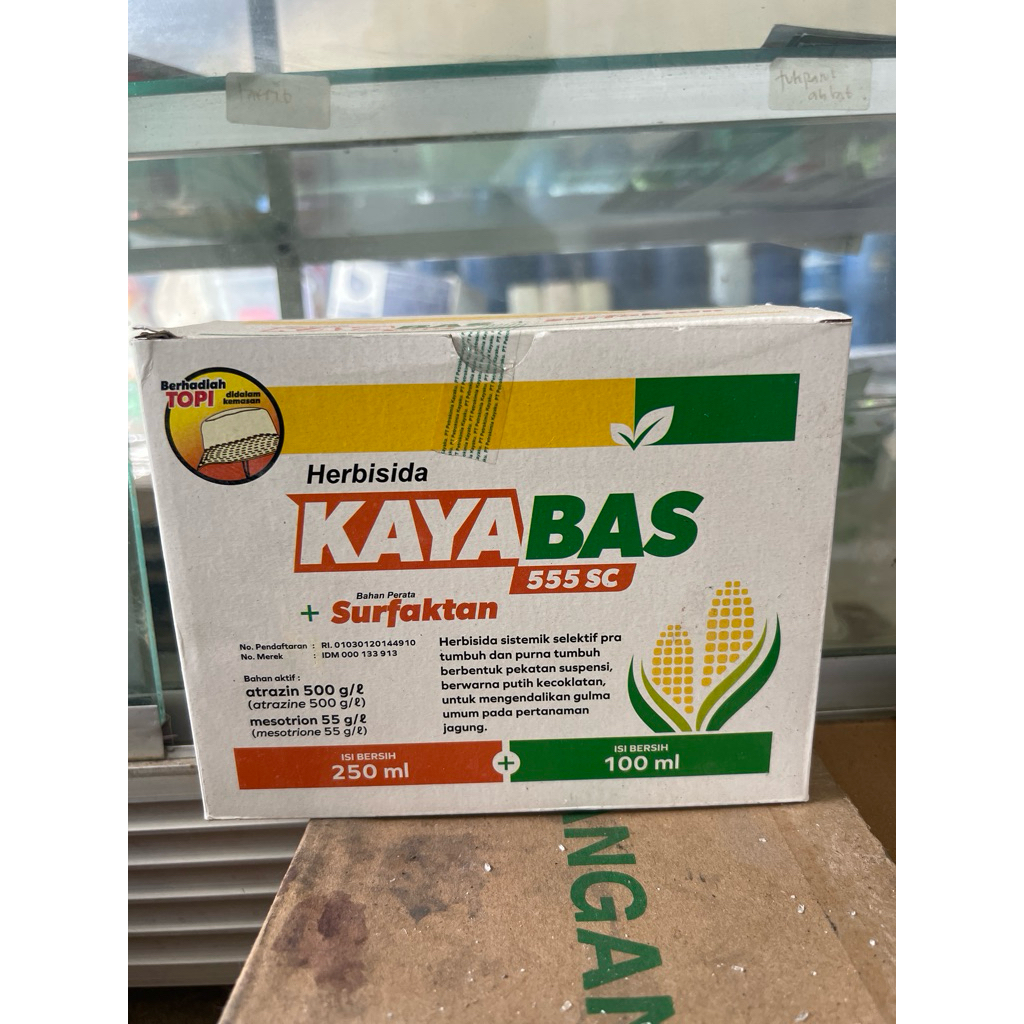 Berhadiah
TOPI didalam
kemasan
Herbisida
KAYABAS
555 SC
Bahan Perata
+ Surfaktan
No. Pendaftaran : RI. 01030120144910
No. Merek : IDM 000 133 913
Bahan aktif :
atrazin 500 g/ℓ
(atrazine 500 g/ℓ)
mesotrion 55 g/ℓ
(mesotrione 55 g/ℓ)
Herbisida sistemik selektif pra
tumbuh dan purna tumbuh
berbentuk pekatan suspensi,
berwarna putih kecoklatan,
untuk mengendalikan gulma
umum pada pertanaman
jagung.
ISI BERSIH
250 ml
+
ISI BERSIH
100 ml
ANGAN